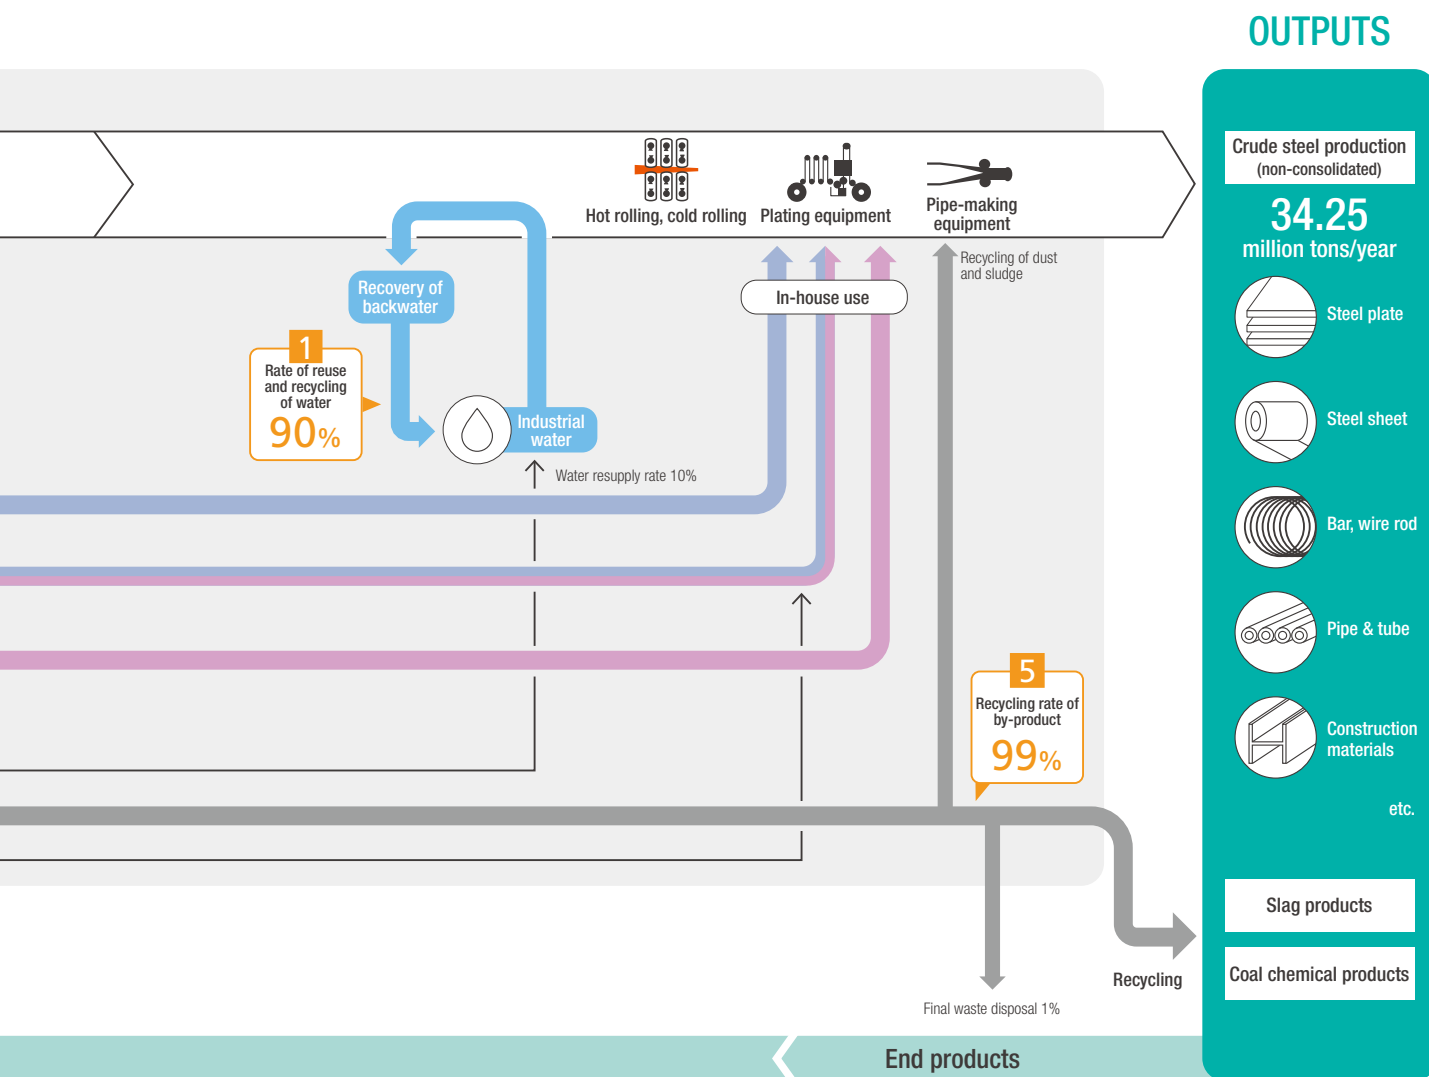 OUTPUTS
Hot rolling, cold rolling
Plating equipment
Pipe-making
equipment
Recycling of dust
and sludge
In-house use
Recovery of
backwater
1
Rate of reuse
and recycling
of water
90%
Industrial
water
Water resupply rate 10%
5
Recycling rate of
by-product
99%
Recycling
Final waste disposal 1%
End products
Crude steel production
(non-consolidated)
34.25
million tons/year
Steel plate
Steel sheet
Bar, wire rod
Pipe & tube
Construction
materials
etc.
Slag products
Coal chemical products